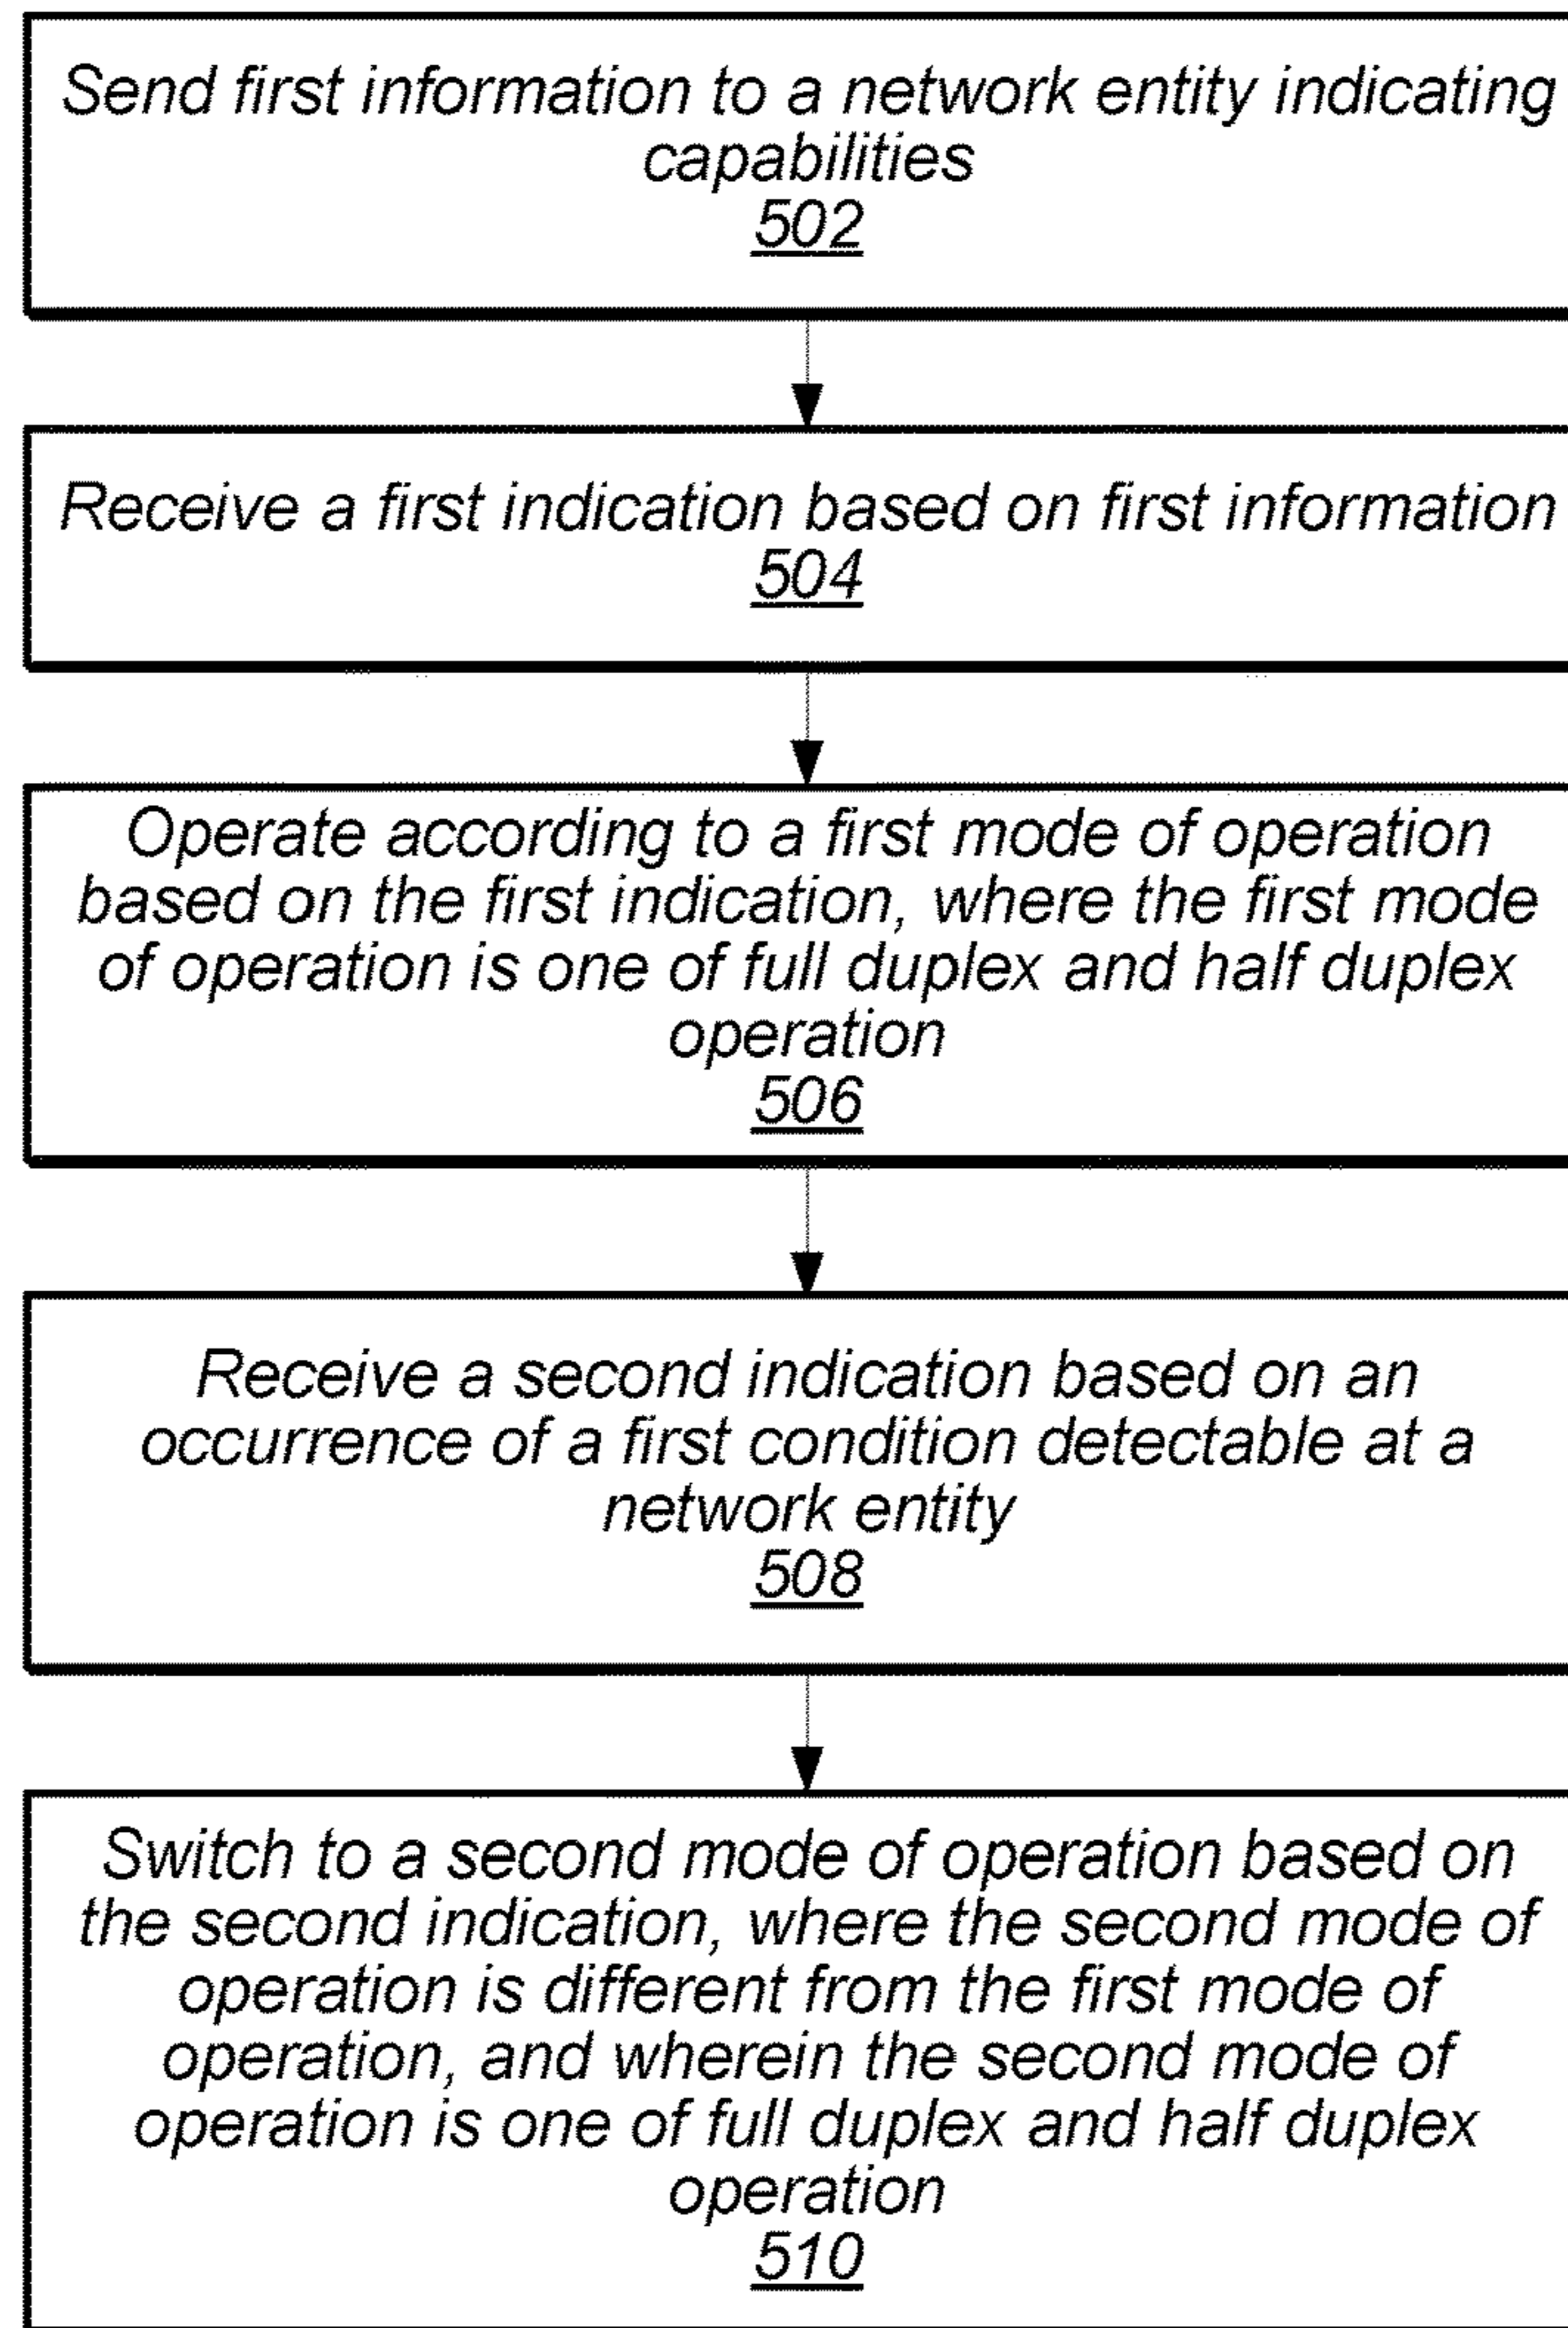 Send first information to a network entity indicating
capabilities
502
Receive a first indication based on first information
504
Operate according to a first mode of operation
based on the first indication, where the first mode
of operation is one of full duplex and half duplex
operation
506
Receive a second indication based on an
occurrence of a first condition detectable at a
network entity
508
Switch to a second mode of operation based on
the second indication, where the second mode of
operation is different from the first mode of
operation, and wherein the second mode of
operation is one of full duplex and half duplex
operation
510